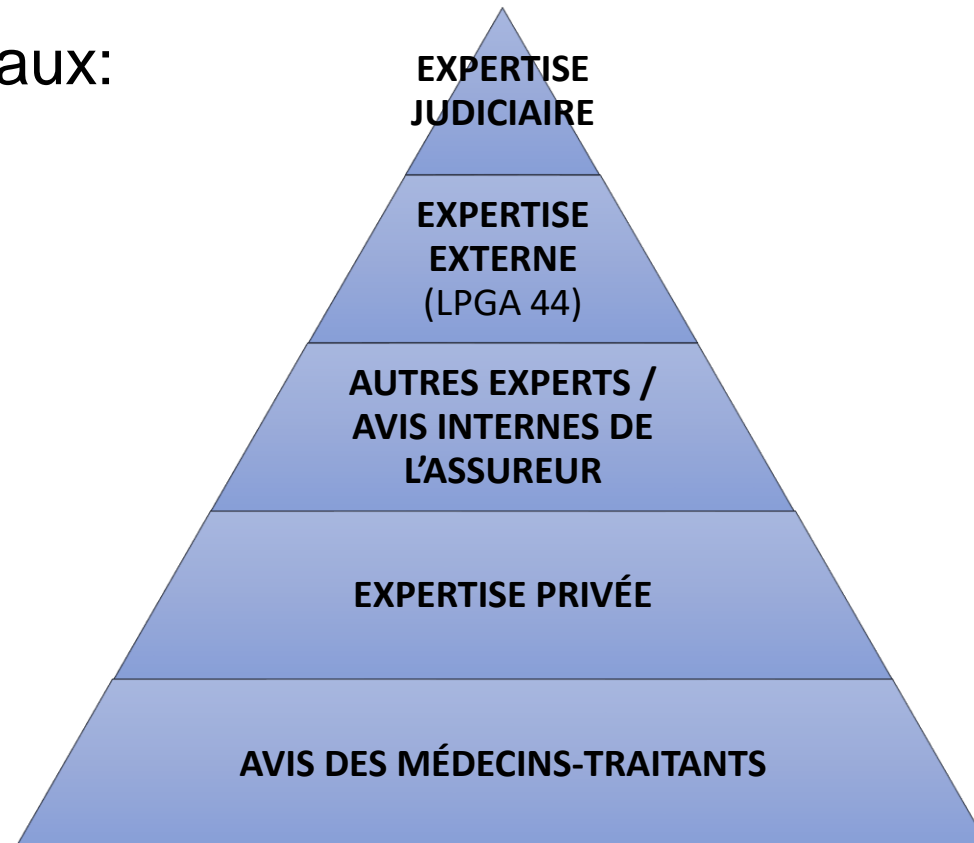 aux:
EXPERTISE
JUDICIAIRE
EXPERTISE
EXTERNE
(LPGA 44)
AUTRES EXPERTS /
AVIS INTERNES DE
L’ASSUREUR
EXPERTISE PRIVÉE
AVIS DES MÉDECINS-TRAITANTS